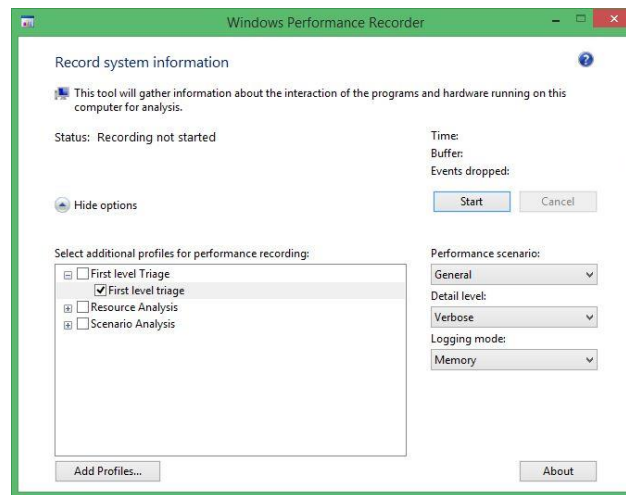 Windows Performance Recorder
Record system information
This tool will gather information about the interaction of the programs and hardware running on this
computer for analysis.
Status: Recording not started
Time:
Buffer:
Events dropped:
Hide options
Start
Cancel
Select additional profiles for performance recording:
First level Triage
First level triage
Resource Analysis
Scenario Analysis
Performance scenario:
General
Detail level:
Verbose
Logging mode:
Memory
Add Profiles...
About